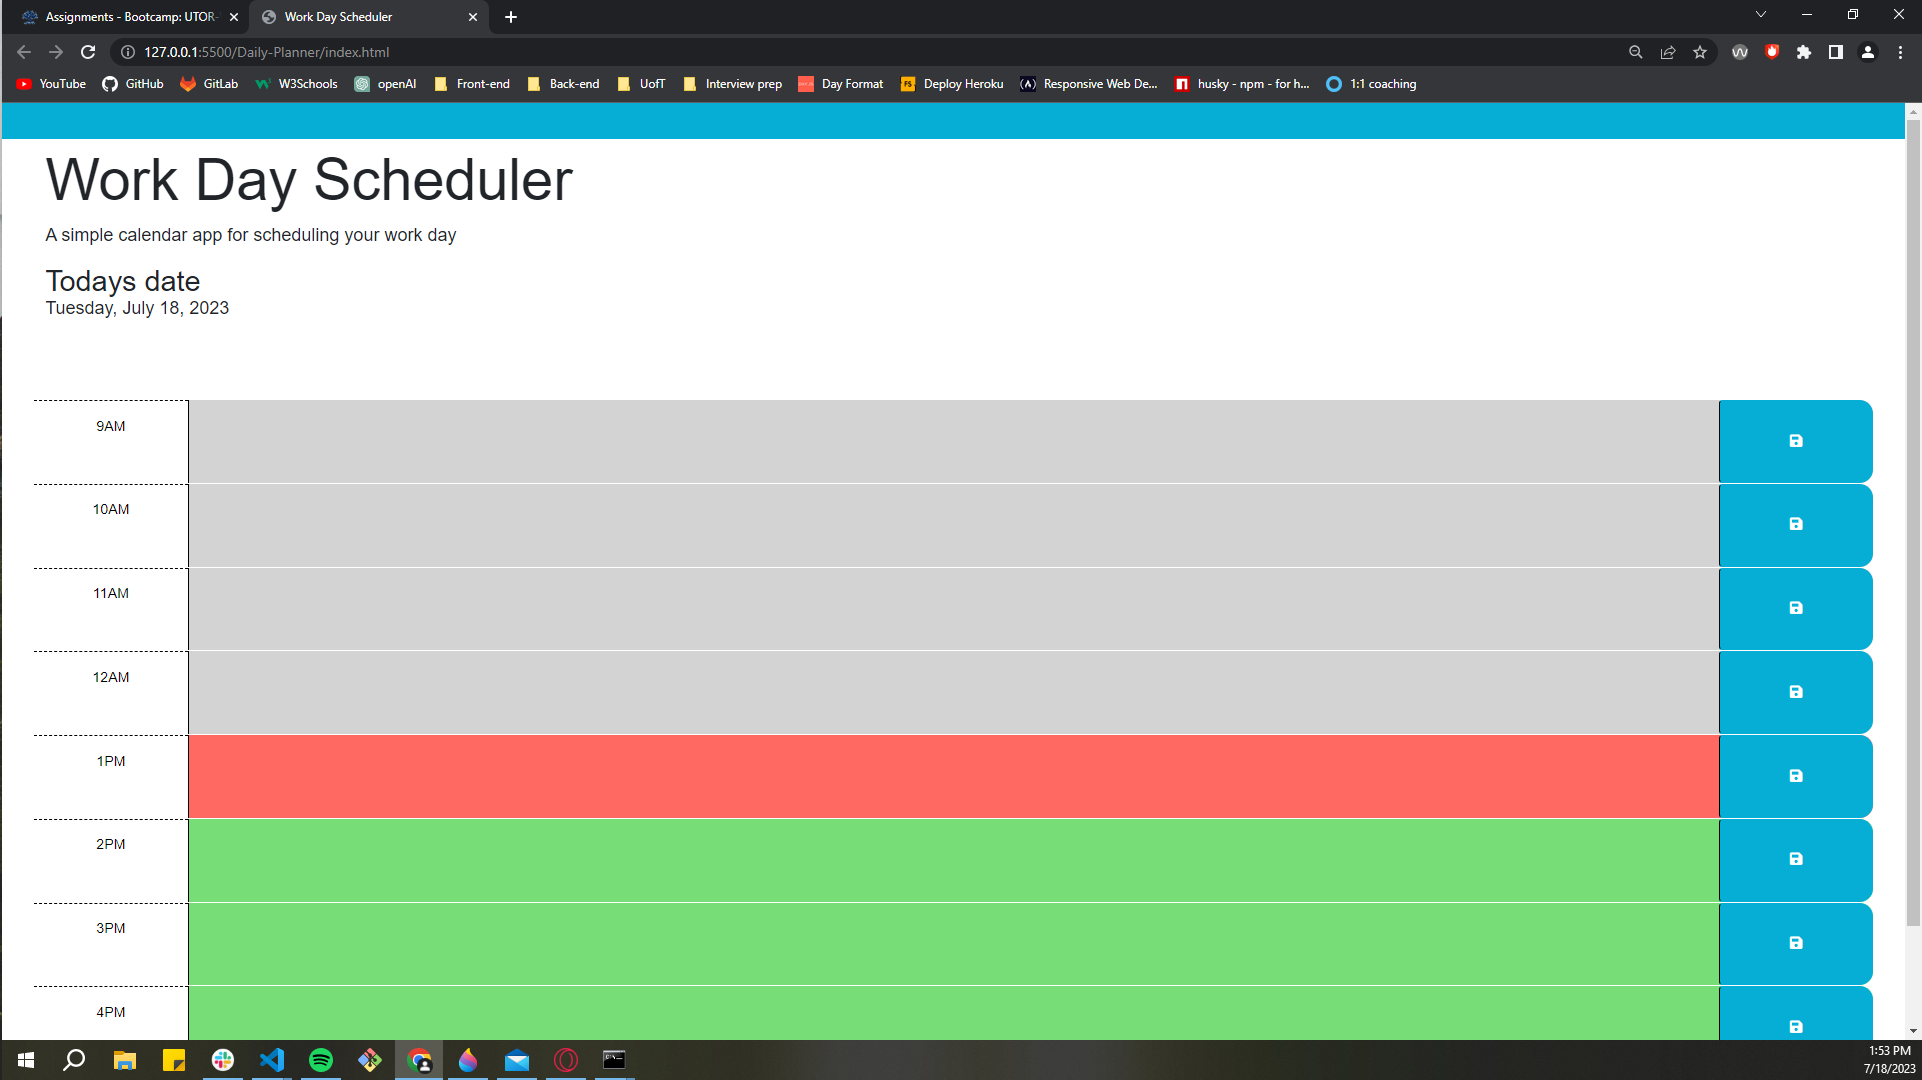 Assignments - Bootcamp: UTOR-
Work Day Scheduler
127.0.0.1:5500/Daily-Planner/index.html
YouTube GitHub GitLab W3Schools openAI Front-end Back-end UofT Interview prep Day Format FS Deploy Heroku Responsive Web De... husky - npm - for h... 1:1 coaching
Work Day Scheduler
A simple calendar app for scheduling your work day
Todays date
Tuesday, July 18, 2023
9AM
10AM
11AM
12AM
1PM
2PM
3PM
4PM
1:53 PM
7/18/2023